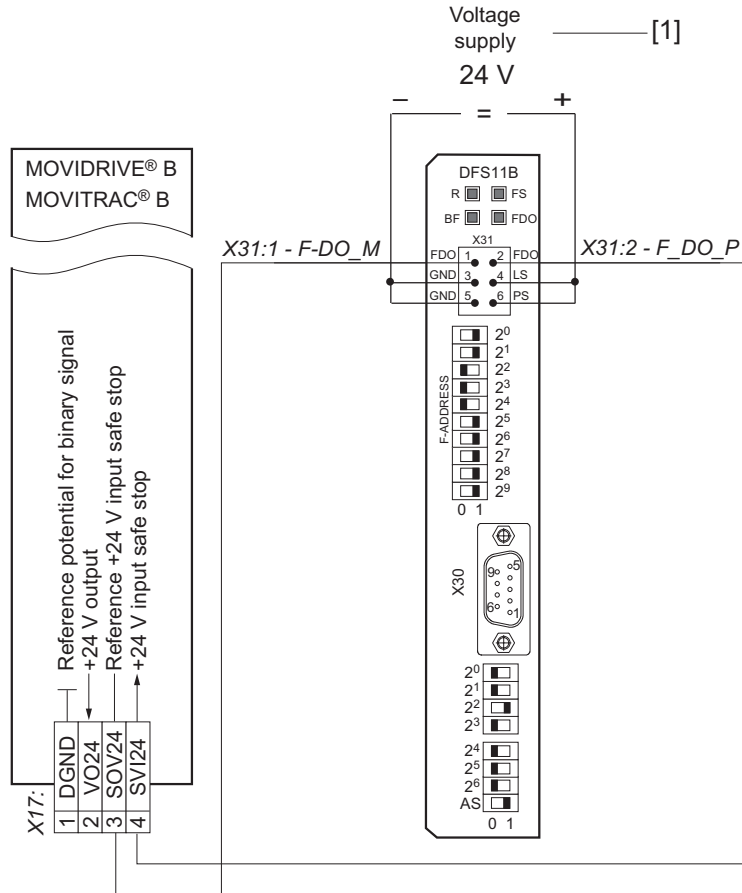 Voltage
supply
[1]
24 V
– = +
MOVIDRIVE® B
MOVITRAC® B
DFS11B
R FS
BF FDO
X31
X31:1 - F-DO_M
X31:2 - F_DO_P
FDO 1 2 FDO
GND 3 4 LS
GND 5 6 PS
F-ADDRESS
2⁰
2¹
2²
2³
2⁴
2⁵
2⁶
2⁷
2⁸
2⁹
0 1
X30
9 5
6 1
2⁰
2¹
2²
2³
2⁴
2⁵
2⁶
AS
0 1
Reference potential for binary signal
+24 V output
Reference +24 V input safe stop
+24 V input safe stop
X17:
1 DGND
2 VO24
3 SOV24
4 SVI24